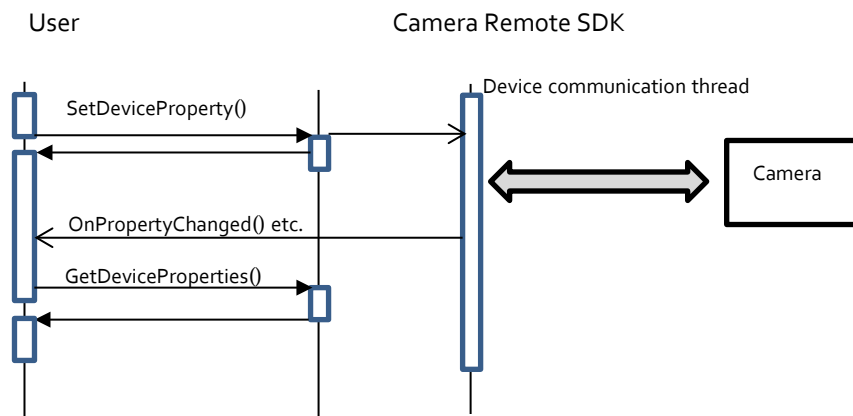 User
Camera Remote SDK
Device communication thread
SetDeviceProperty()
Camera
OnPropertyChanged() etc.
GetDeviceProperties()